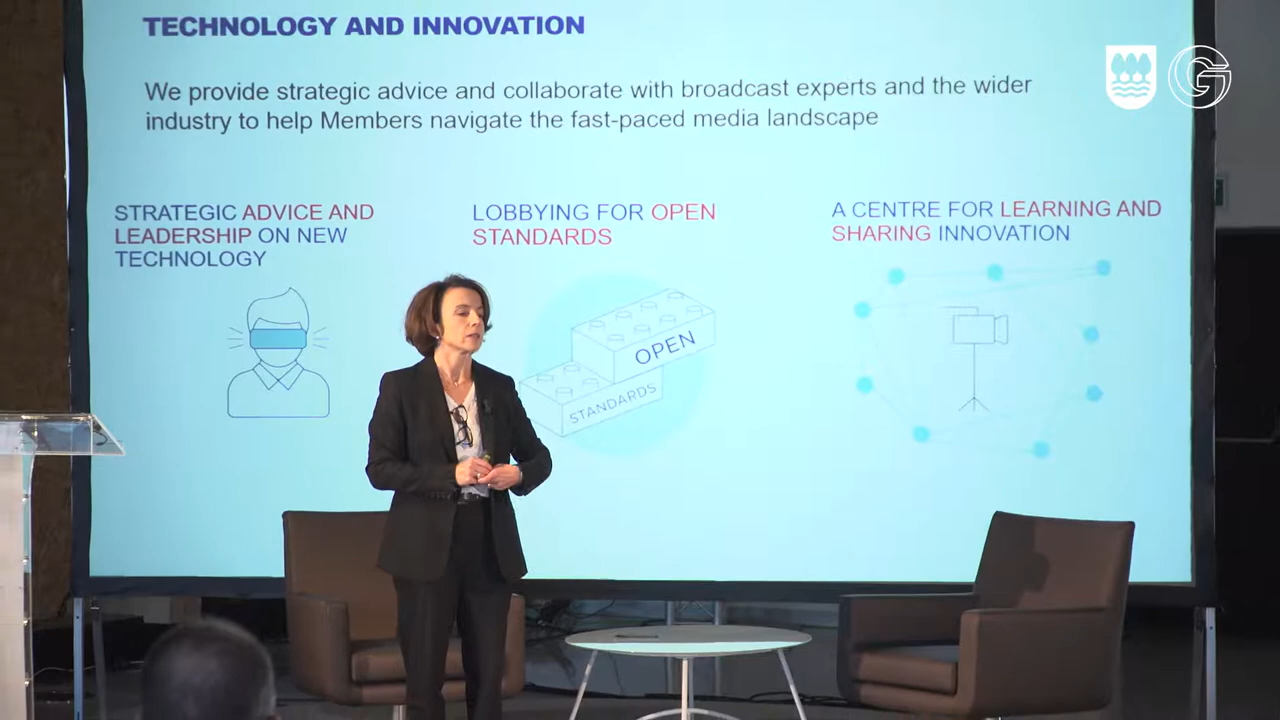 TECHNOLOGY AND INNOVATION
We provide strategic advice and collaborate with broadcast experts and the wider
industry to help Members navigate the fast-paced media landscape
STRATEGIC ADVICE AND
LEADERSHIP ON NEW
TECHNOLOGY
LOBBYING FOR OPEN
STANDARDS
A CENTRE FOR LEARNING AND
SHARING INNOVATION
OPEN
STANDARDS
G